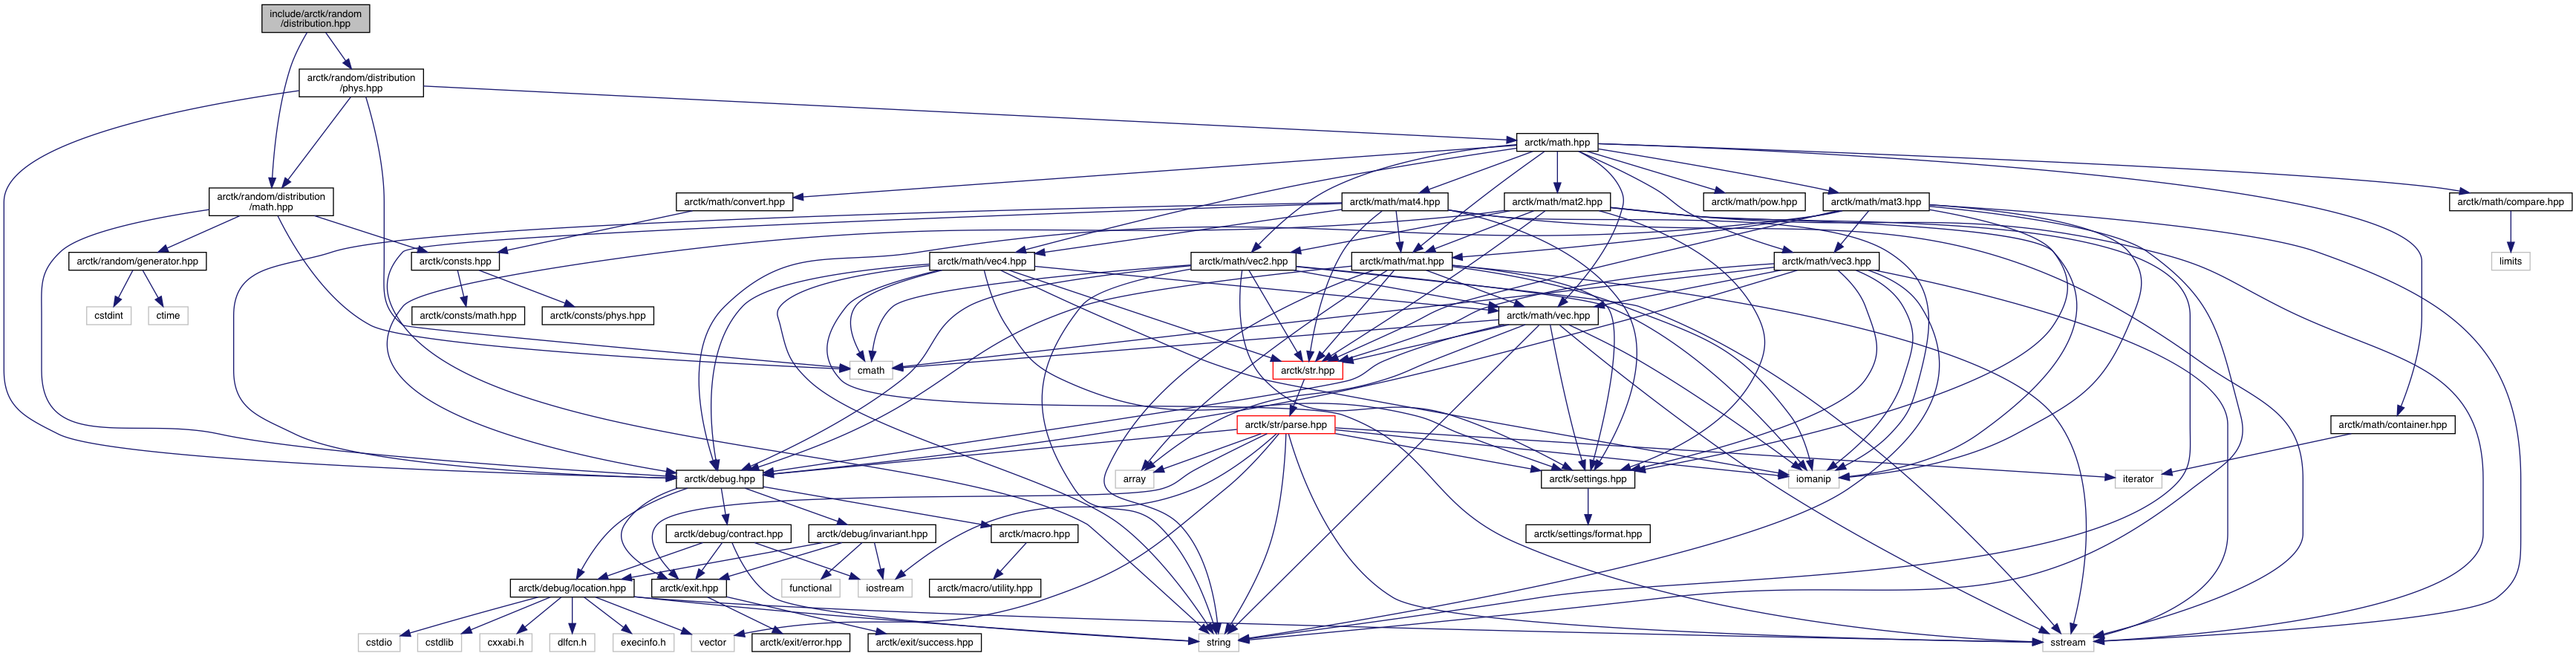 include/arctk/random
/distribution.hpp
arctk/random/distribution
/phys.hpp
arctk/math.hpp
arctk/random/distribution
/math.hpp
arctk/math/convert.hpp
arctk/math/mat4.hpp
arctk/math/mat2.hpp
arctk/math/pow.hpp
arctk/math/mat3.hpp
arctk/math/compare.hpp
arctk/random/generator.hpp
arctk/consts.hpp
arctk/math/vec4.hpp
arctk/math/vec2.hpp
arctk/math/mat.hpp
arctk/math/vec3.hpp
limits
cstdint
ctime
arctk/consts/math.hpp
arctk/consts/phys.hpp
arctk/math/vec.hpp
cmath
arctk/str.hpp
arctk/str/parse.hpp
arctk/math/container.hpp
arctk/debug.hpp
array
arctk/settings.hpp
iomanip
iterator
arctk/debug/contract.hpp
arctk/debug/invariant.hpp
arctk/macro.hpp
arctk/settings/format.hpp
arctk/debug/location.hpp
arctk/exit.hpp
functional
iostream
arctk/macro/utility.hpp
cstdio
cstdlib
cxxabi.h
dlfcn.h
execinfo.h
vector
arctk/exit/error.hpp
arctk/exit/success.hpp
string
sstream